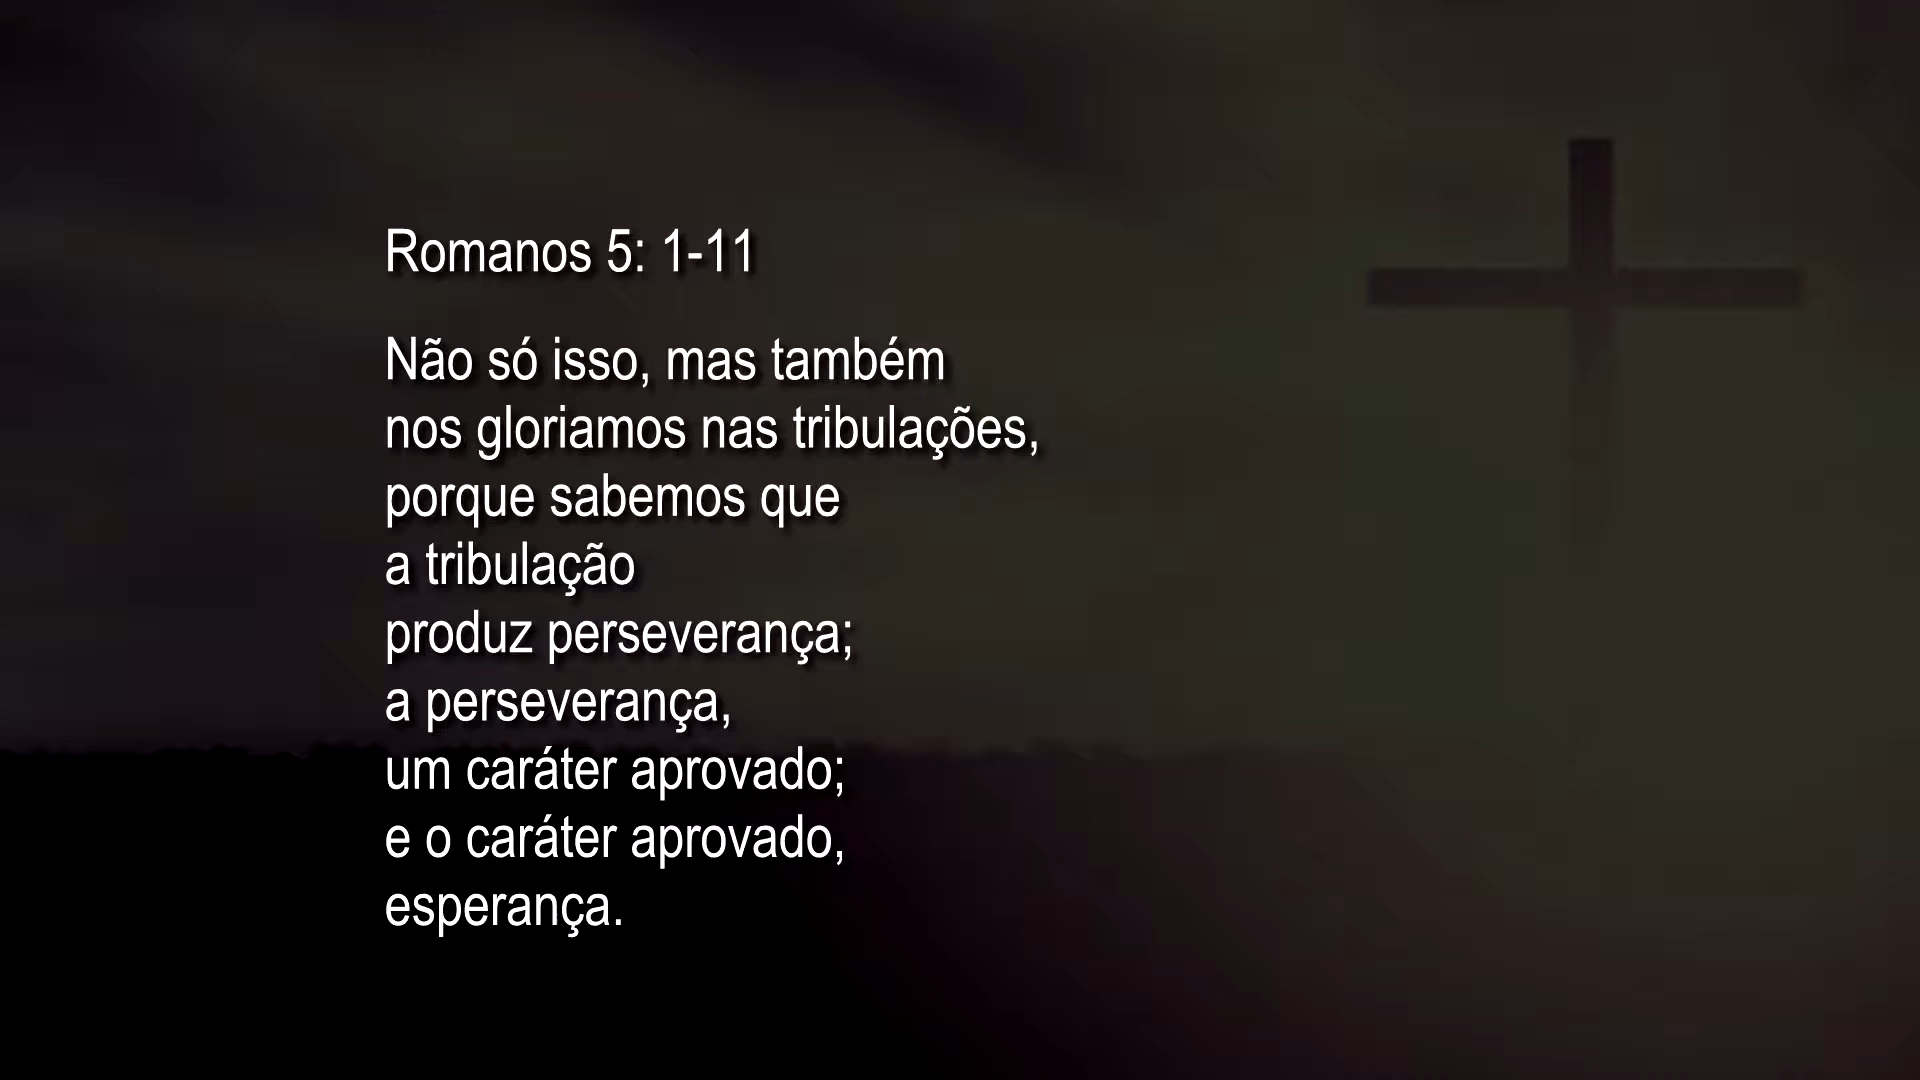 Romanos 5: 1-11
Não só isso, mas também
nos gloriamos nas tribulações,
porque sabemos que
a tribulação
produz perseverança;
a perseverança,
um caráter aprovado;
e o caráter aprovado,
esperança.